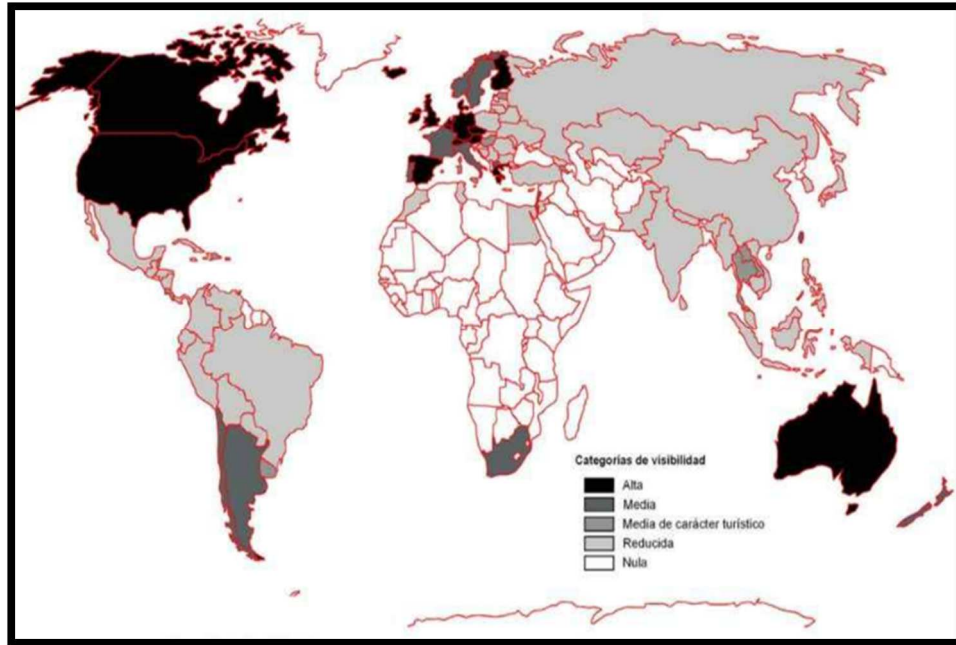 Categorías de visibilidad
Alta
Media
Media de carácter turístico
Reducida
Nula